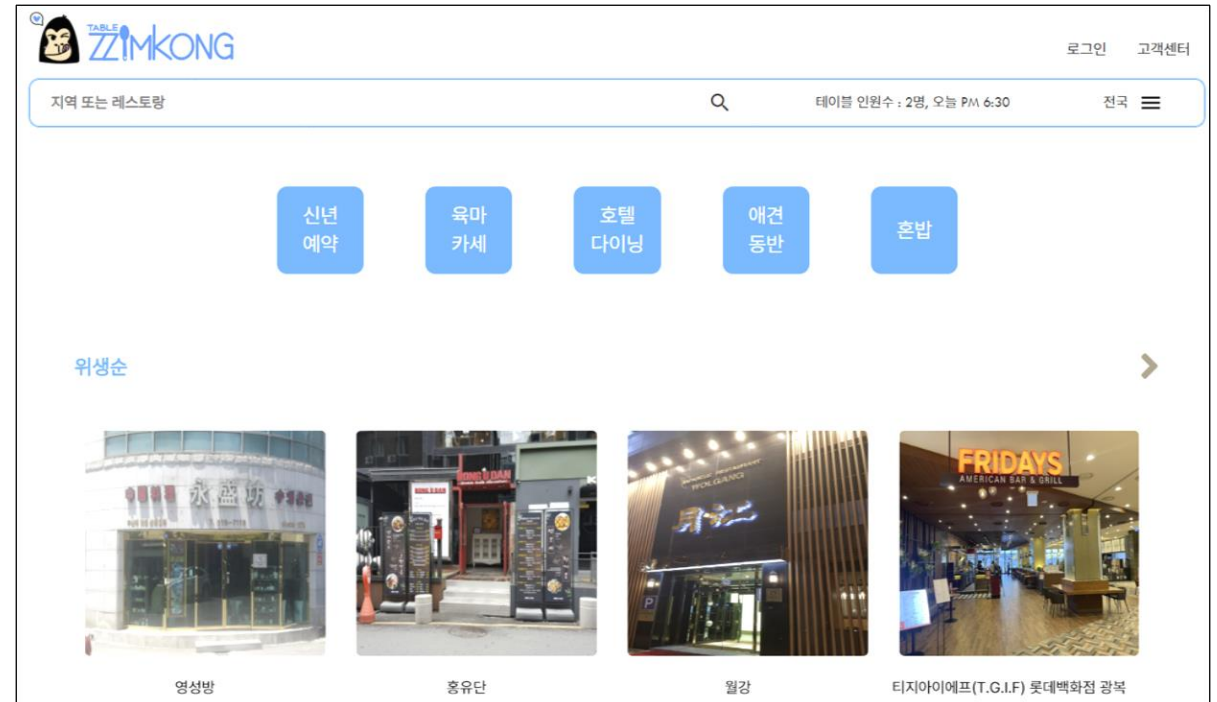 TABLE
ZZIMKONG
로그인 고객센터
지역 또는 레스토랑 테이블 인원수 : 2명, 오늘 PM 6:30 전국
신년
예약
육마
카세
호텔
다이닝
애견
동반
혼밥
위생순
永盛坊
HONG U DAN
WOLGANG
P
FRIDAYS
AMERICAN BAR & GRILL
영성방 홍유단 월강 티지아이에프(T.G.I.F) 롯데백화점 광복